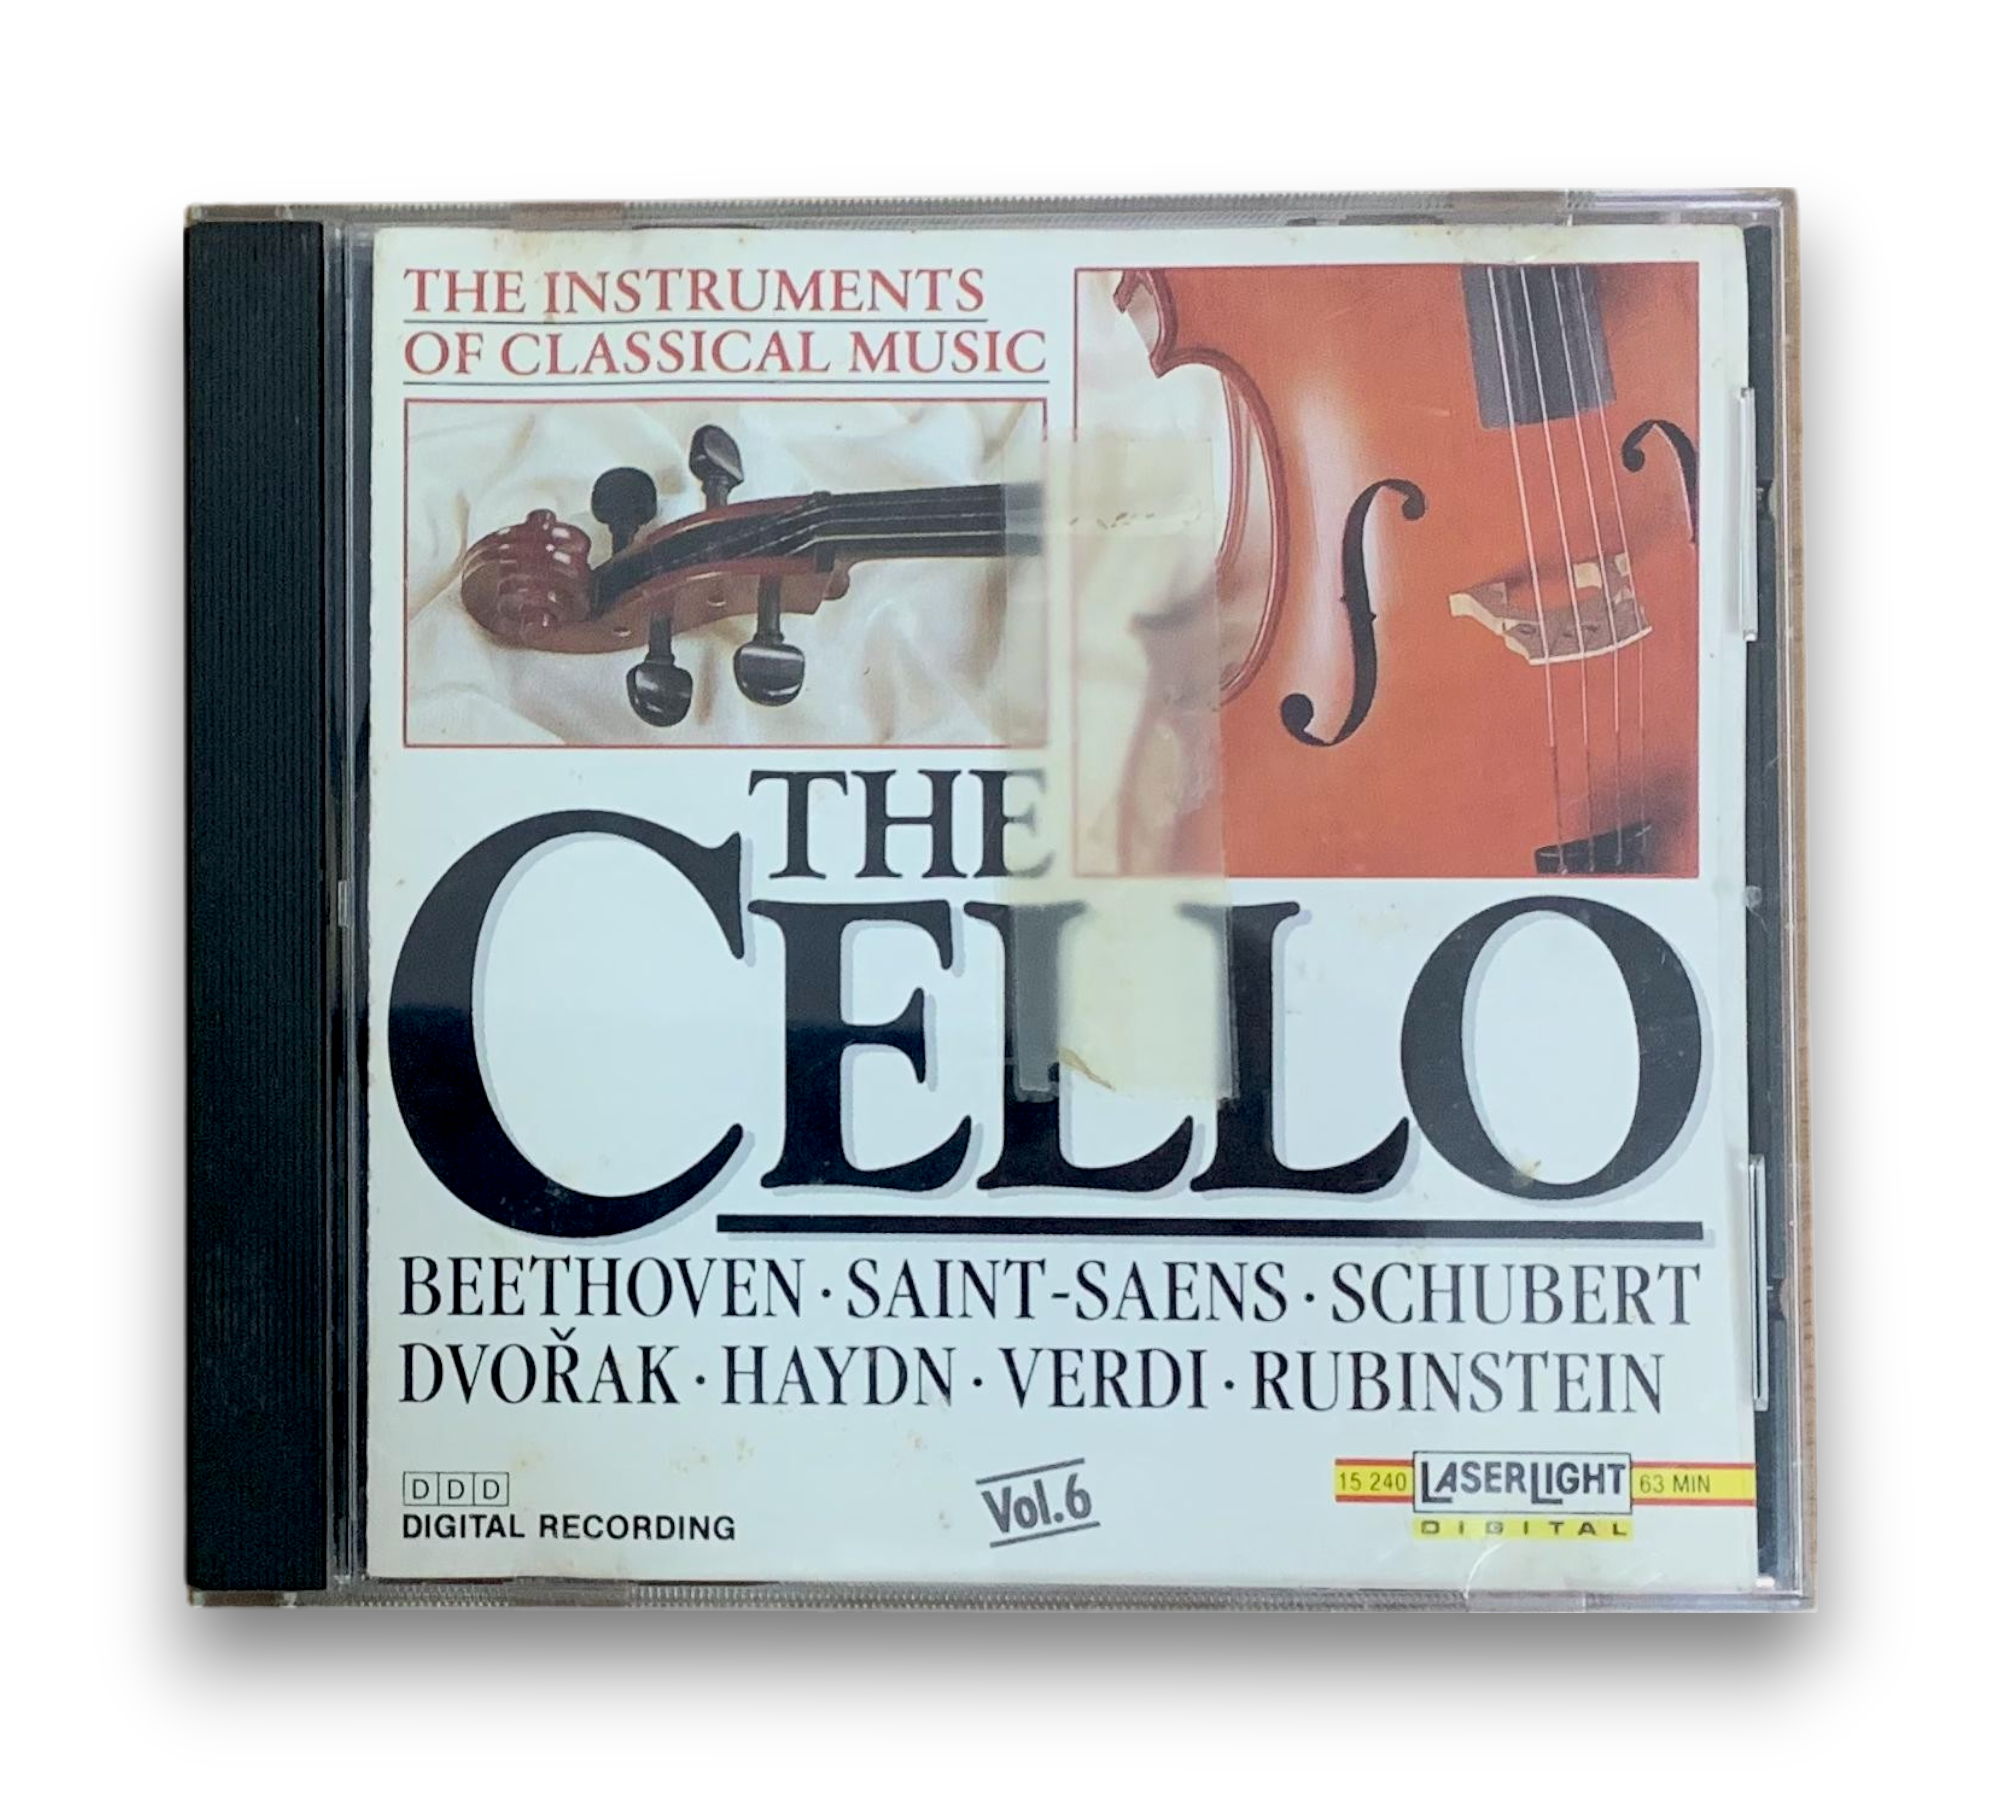 THE INSTRUMENTS
OF CLASSICAL MUSIC
THE
CELLO
BEETHOVEN · SAINT-SAENS · SCHUBERT
DVOŘAK · HAYDN · VERDI · RUBINSTEIN
DDD
DIGITAL RECORDING
Vol.6
15 240 LASERLIGHT 63 MIN
DIGITAL